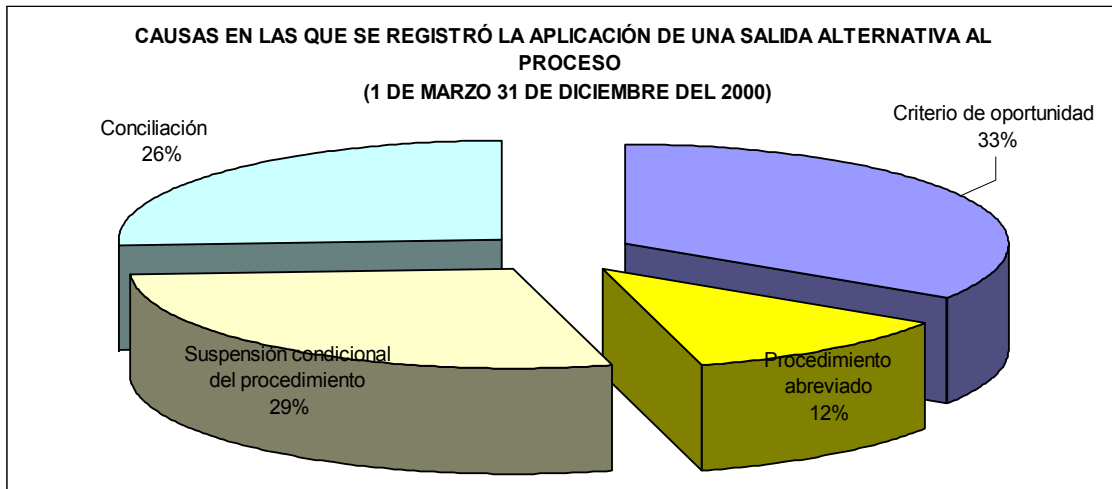 CAUSAS EN LAS QUE SE REGISTRÓ LA APLICACIÓN DE UNA SALIDA ALTERNATIVA AL
PROCESO
(1 DE MARZO 31 DE DICIEMBRE DEL 2000)
Conciliación
26%
Criterio de oportunidad
33%
Suspensión condicional
del procedimiento
29%
Procedimiento
abreviado
12%